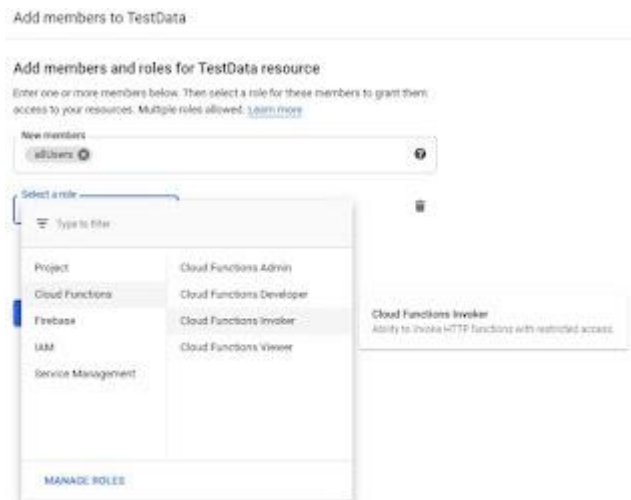 Add members to TestData
Add members and roles for TestData resource
Enter one or more members below. Then select a role for these members to grant them
access to your resources. Multiple roles allowed. Learn more
New members
allUsers
Select a role
Type to filter
Project
Cloud Functions
Firebase
IAM
Service Management
Cloud Functions Admin
Cloud Functions Developer
Cloud Functions Invoker
Cloud Functions Viewer
Cloud Functions Invoker
Ability to invoke HTTP functions with restricted access.
MANAGE ROLES